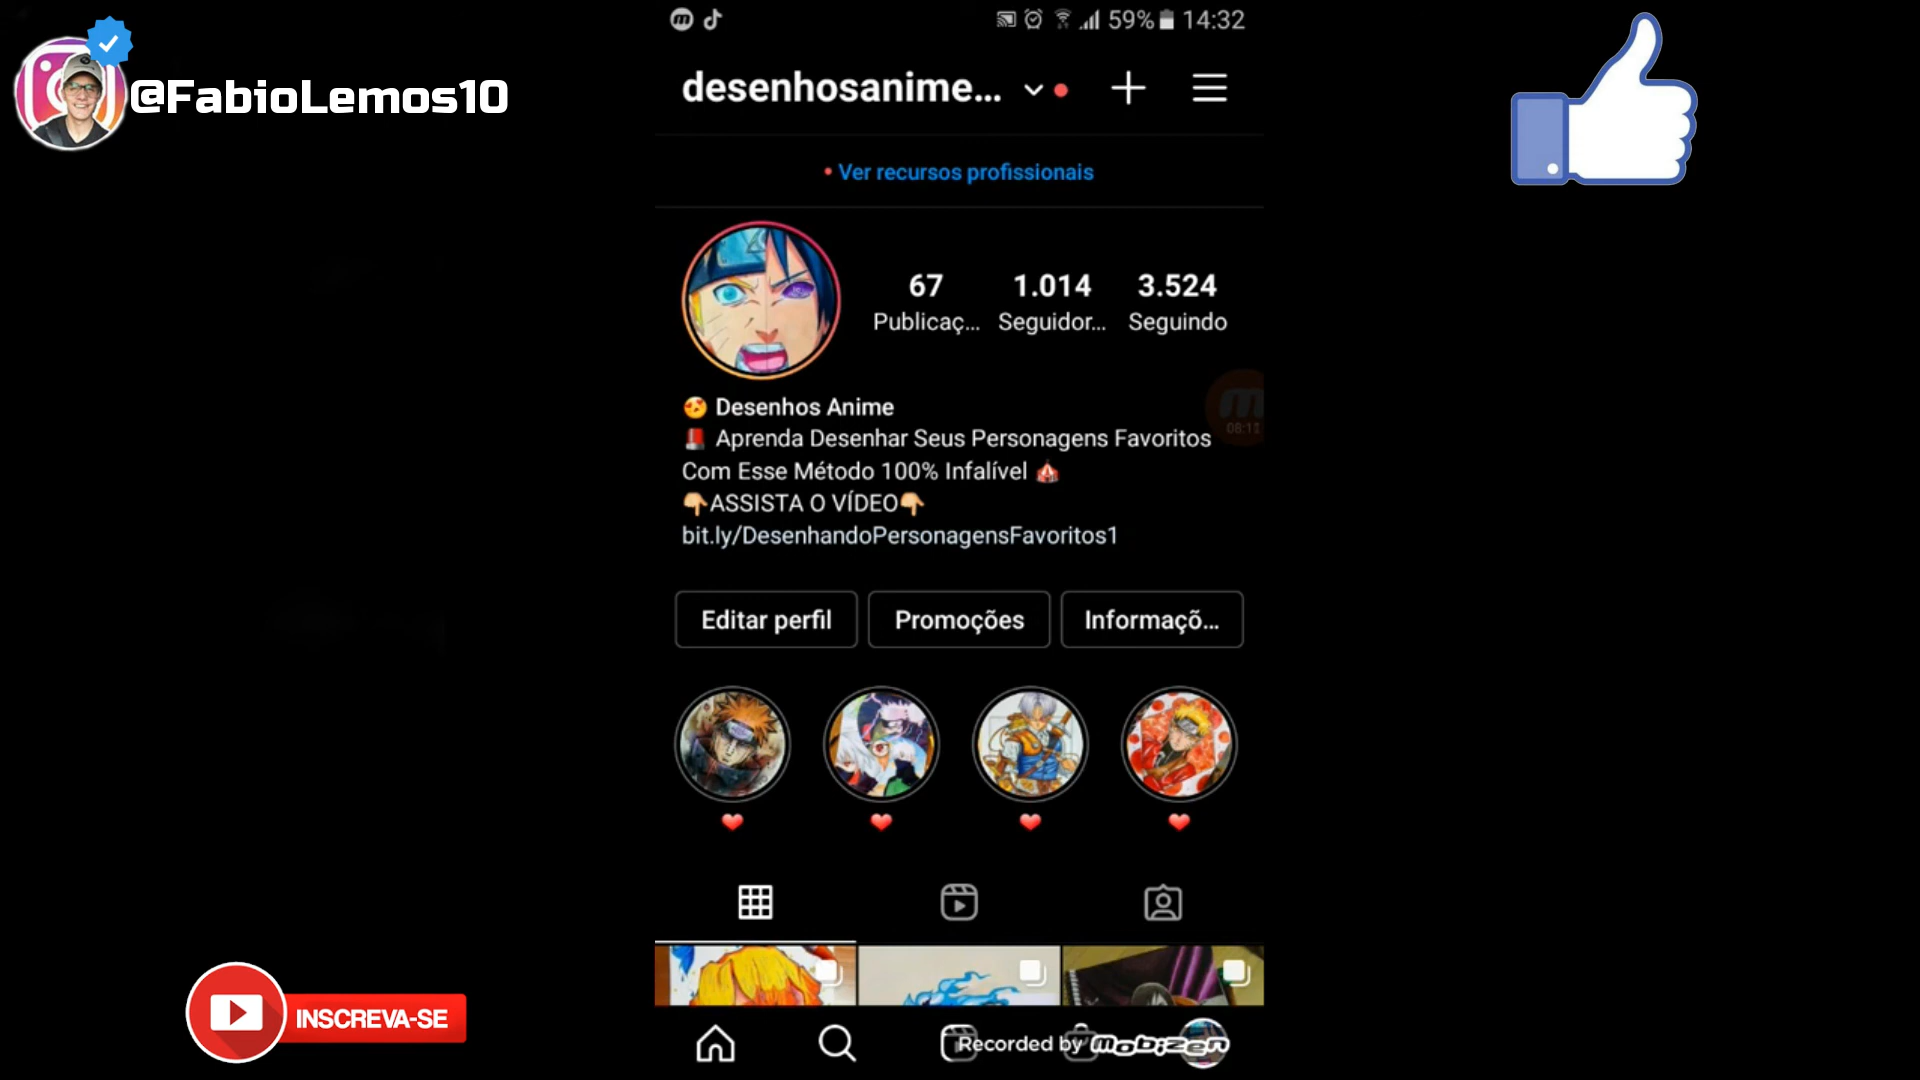 59% 14:32
@FabioLemos10
desenhosanime...
Ver recursos profissionais
67 1.014 3.524
Publicaç... Seguidor... Seguindo
Desenhos Anime
Aprenda Desenhar Seus Personagens Favoritos
Com Esse Método 100% Infalível
ASSISTA O VÍDEO
bit.ly/DesenhandoPersonagensFavoritos1
Editar perfil Promoções Informaçõ...
INSCREVA-SE
Recorded by Mobizen